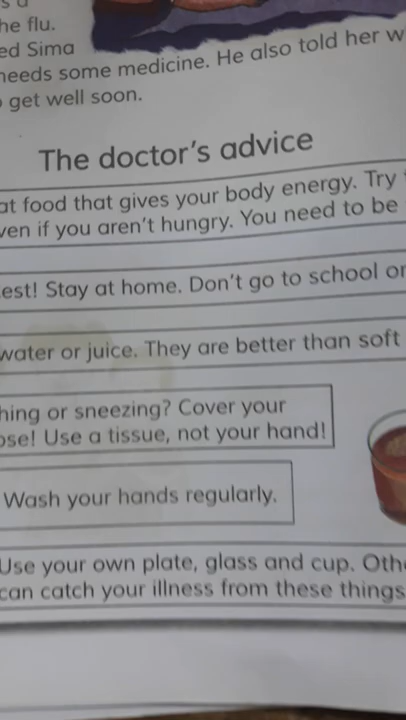 he flu.
ed Sima
needs some medicine. He also told her w
get well soon.
The doctor's advice
at food that gives your body energy. Try
ven if you aren't hungry. You need to be
est! Stay at home. Don't go to school or
water or juice. They are better than soft
hing or sneezing? Cover your
ose! Use a tissue, not your hand!
Wash your hands regularly.
Use your own plate, glass and cup. Oth
can catch your illness from these things